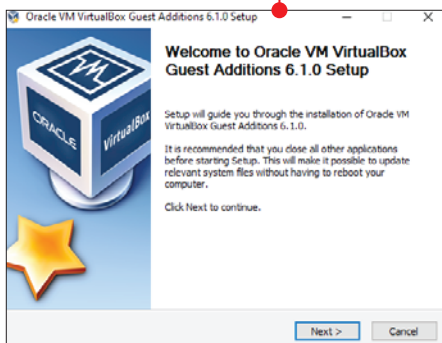 Oracle VM VirtualBox Guest Additions 6.1.0 Setup
Welcome to Oracle VM VirtualBox
Guest Additions 6.1.0 Setup
Setup will guide you through the installation of Oracle VM
VirtualBox Guest Additions 6.1.0.
It is recommended that you close all other applications
before starting Setup. This will make it possible to update
relevant system files without having to reboot your
computer.
Click Next to continue.
ORACLE
VirtualBox
VM
Next >
Cancel